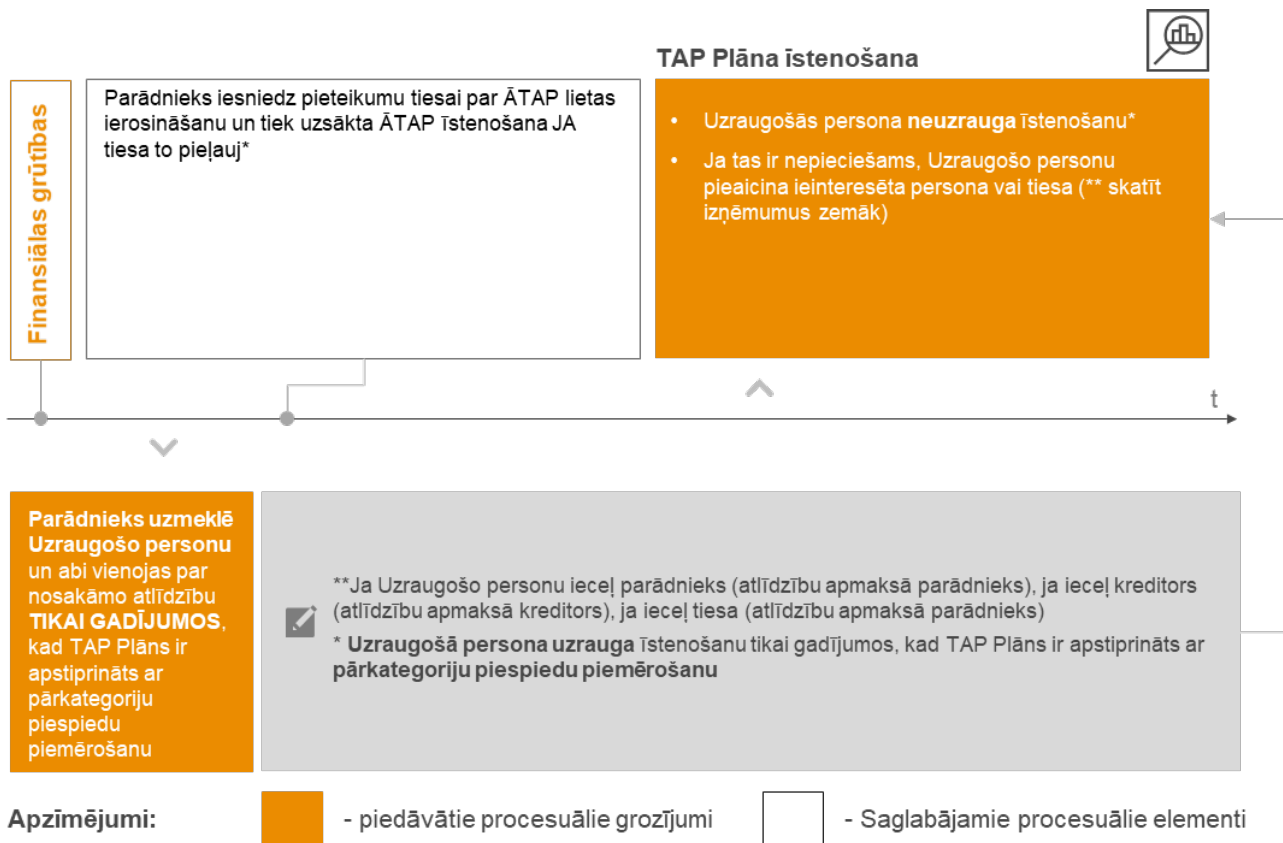 TAP Plāna īstenošana
Finansiālas grūtības
Parādnieks iesniedz pieteikumu tiesai par ĀTAP lietas
ierosināšanu un tiek uzsākta ĀTAP īstenošana JA
tiesa to pieļauj*
• Uzraugošās persona neuzrauga īstenošanu*
• Ja tas ir nepieciešams, Uzraugošo personu
pieaicina ieinteresēta persona vai tiesa (** skatīt
izņēmumus zemāk)
t
Parādnieks uzmeklē
Uzraugošo personu
un abi vienojas par
nosakāmo atlīdzību
TIKAI GADĪJUMOS,
kad TAP Plāns ir
apstiprināts ar
pārkategoriju
piespiedu
piemērošanu
**Ja Uzraugošo personu ieceļ parādnieks (atlīdzību apmaksā parādnieks), ja ieceļ kreditors
(atlīdzību apmaksā kreditors), ja ieceļ tiesa (atlīdzību apmaksā parādnieks)
* Uzraugošā persona uzrauga īstenošanu tikai gadījumos, kad TAP Plāns ir apstiprināts ar
pārkategoriju piespiedu piemērošanu
Apzīmējumi:
- piedāvātie procesuālie grozījumi
- Saglabājamie procesuālie elementi